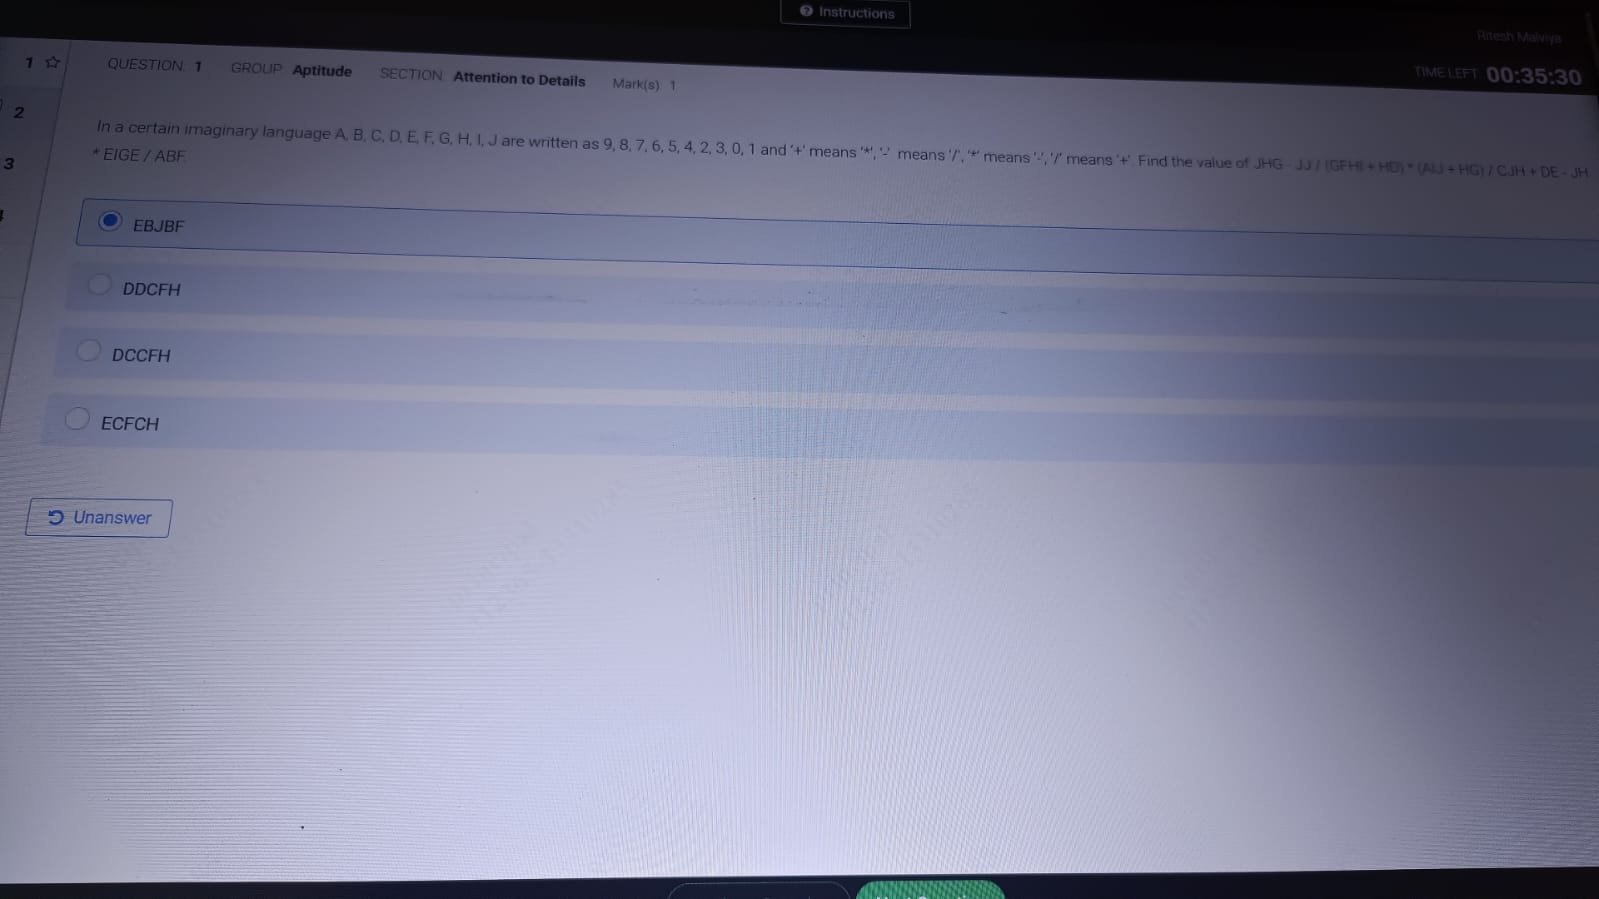 Instructions
Ritesh Malviya
TIME LEFT 00:35:30
1
2
3
QUESTION: 1 GROUP: Aptitude SECTION: Attention to Details Mark(s): 1
In a certain imaginary language A, B, C, D, E, F, G, H, I, J are written as 9, 8, 7, 6, 5, 4, 2, 3, 0, 1 and '+' means '*', '-' means '/', '*' means '-', '/' means '+'. Find the value of JHG - JJ / (GFHI + HD) * (AIJ + HG) / CJH + DE - JH
* EIGE / ABF.
EBJBF
DDCFH
DCCFH
ECFCH
Unanswer